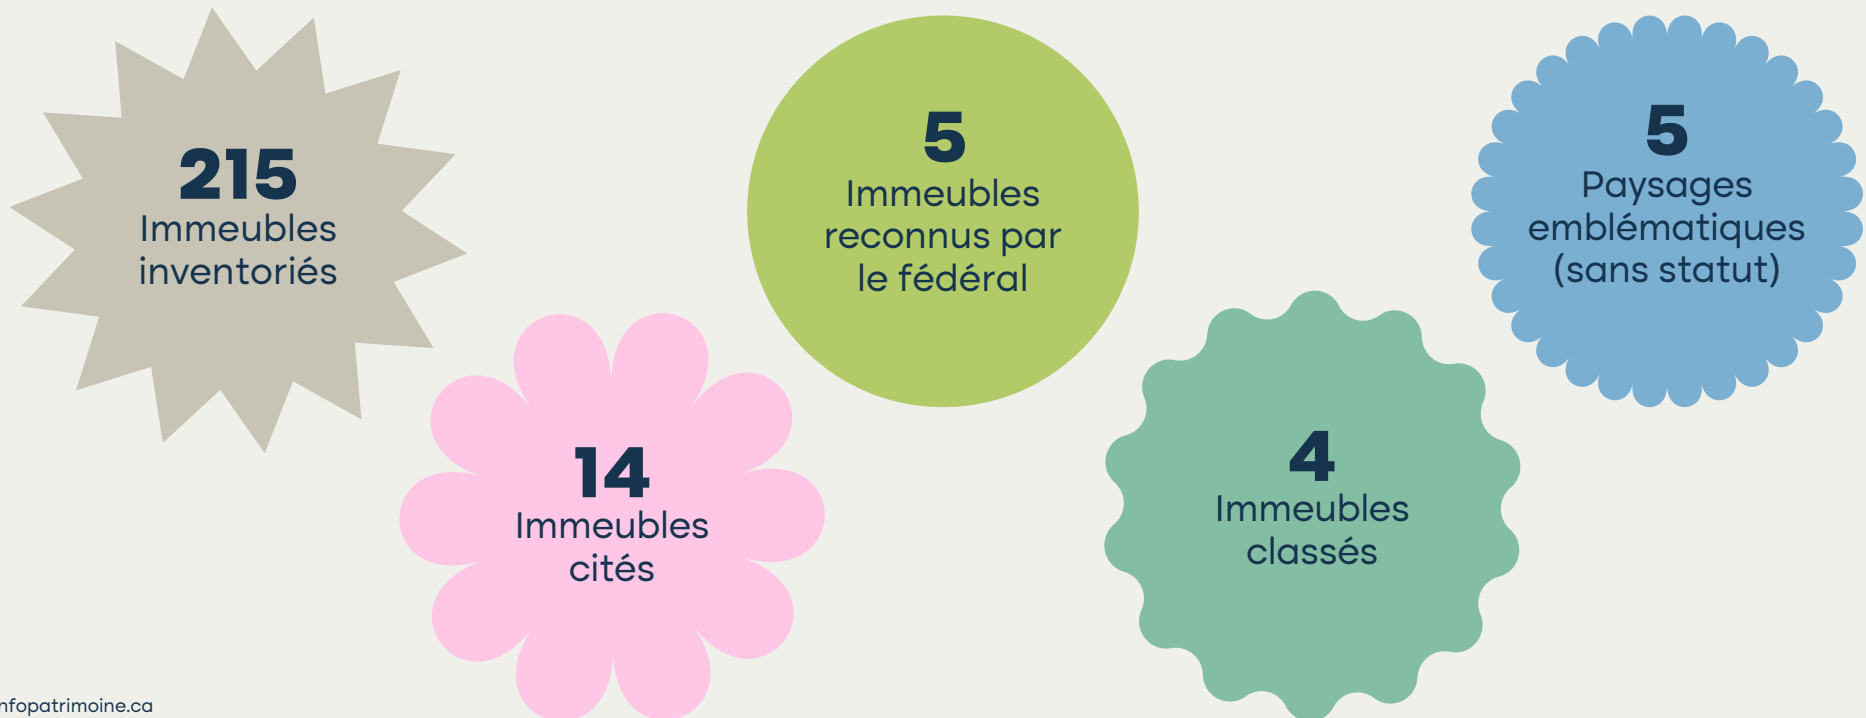 215
Immeubles
inventoriés
14
Immeubles
cités
5
Immeubles
reconnus par
le fédéral
4
Immeubles
classés
5
Paysages
emblématiques
(sans statut)
nfopatrimoine.ca